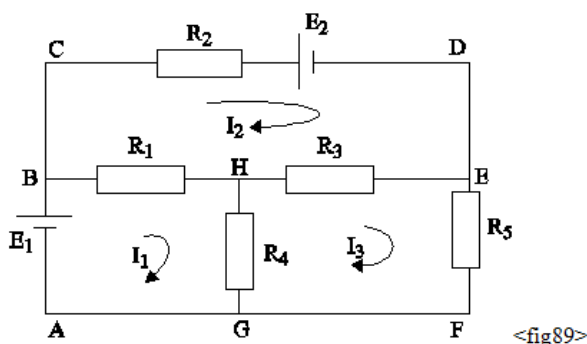 C R2 E2 D
I2
B R1 H R3 E
E1 I1 R4 I3 R5
A G F
<fig89>